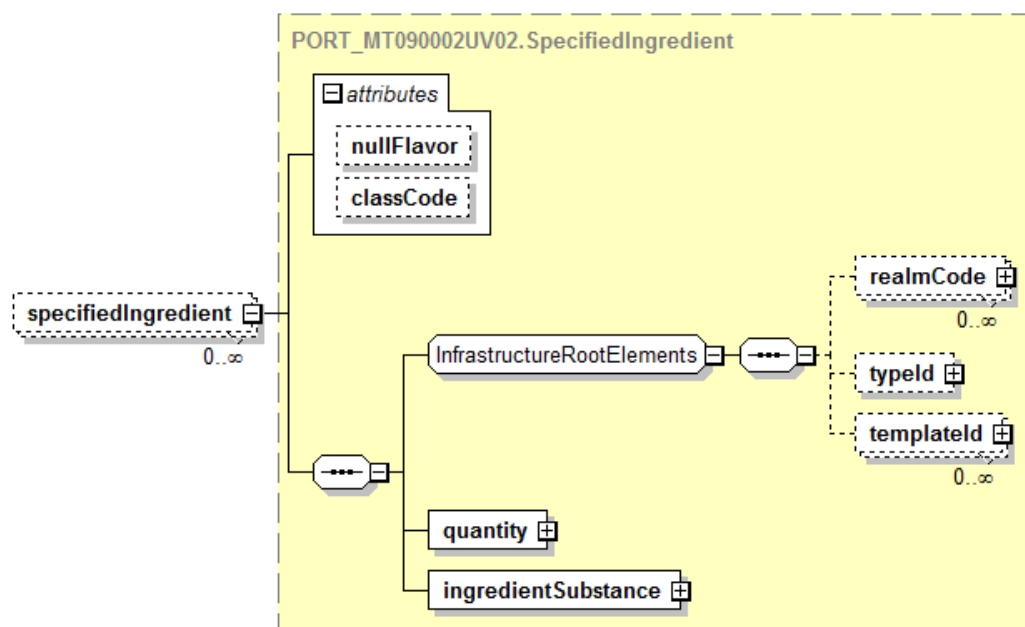 PORT_MT090002UV02.SpecifiedIngredient
attributes
nullFlavor
classCode
specifiedIngredient
0..∞
InfrastructureRootElements
realmCode
0..∞
typeId
templateId
0..∞
quantity
ingredientSubstance